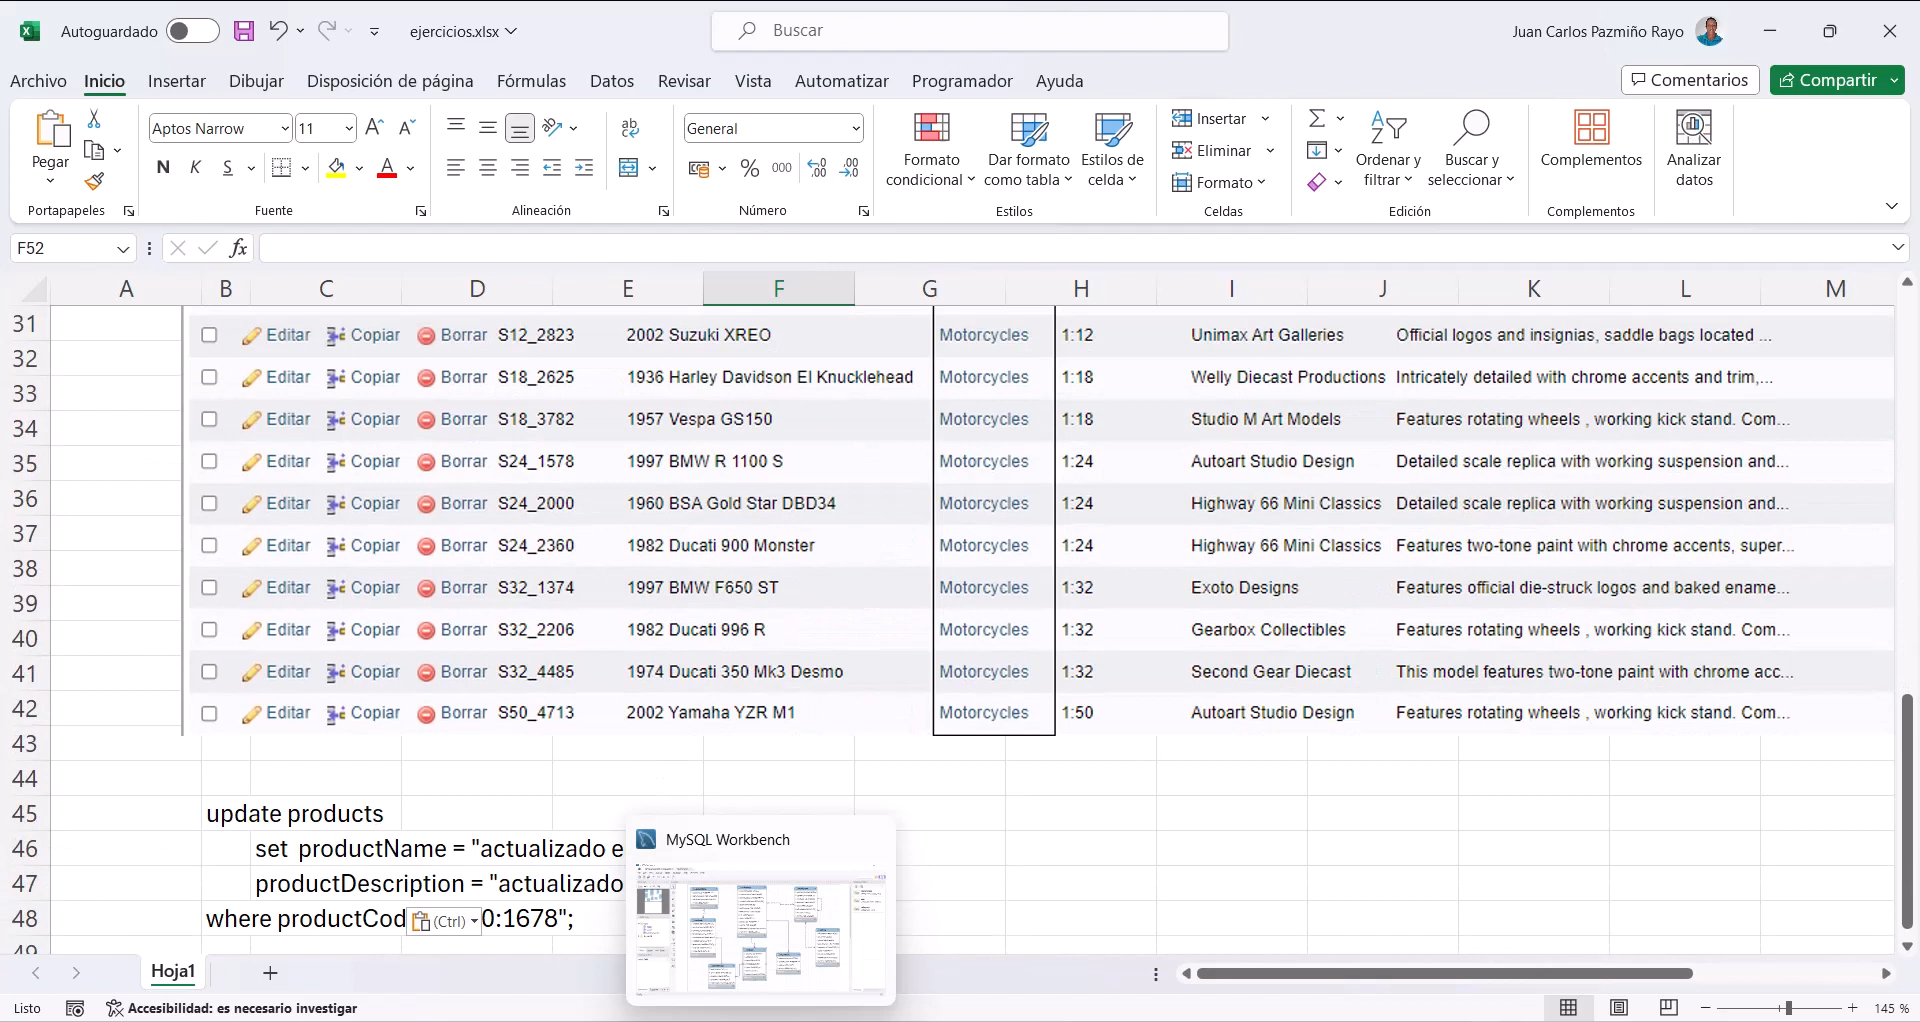 Autoguardado
ejercicios.xlsx
Buscar
Juan Carlos Pazmiño Rayo
Archivo Inicio Insertar Dibujar Disposición de página Fórmulas Datos Revisar Vista Automatizar Programador Ayuda
Comentarios Compartir
Pegar
Portapapeles
Aptos Narrow 11
N K S
Fuente
Alineación
General
% 000
Número
Formato condicional
Dar formato como tabla
Estilos de celda
Estilos
Insertar
Eliminar
Formato
Celdas
Ordenar y filtrar
Buscar y seleccionar
Edición
Complementos
Complementos
Analizar datos
F52 fx
A B C D E F G H I J K L M
31
32
33
34
35
36
37
38
39
40
41
42
43
44
45
46
47
48
49
Editar Copiar Borrar S12_2823 2002 Suzuki XREO Motorcycles 1:12 Unimax Art Galleries Official logos and insignias, saddle bags located ...
Editar Copiar Borrar S18_2625 1936 Harley Davidson El Knucklehead Motorcycles 1:18 Welly Diecast Productions Intricately detailed with chrome accents and trim,...
Editar Copiar Borrar S18_3782 1957 Vespa GS150 Motorcycles 1:18 Studio M Art Models Features rotating wheels , working kick stand. Com...
Editar Copiar Borrar S24_1578 1997 BMW R 1100 S Motorcycles 1:24 Autoart Studio Design Detailed scale replica with working suspension and...
Editar Copiar Borrar S24_2000 1960 BSA Gold Star DBD34 Motorcycles 1:24 Highway 66 Mini Classics Detailed scale replica with working suspension and...
Editar Copiar Borrar S24_2360 1982 Ducati 900 Monster Motorcycles 1:24 Highway 66 Mini Classics Features two-tone paint with chrome accents, super...
Editar Copiar Borrar S32_1374 1997 BMW F650 ST Motorcycles 1:32 Exoto Designs Features official die-struck logos and baked ename...
Editar Copiar Borrar S32_2206 1982 Ducati 996 R Motorcycles 1:32 Gearbox Collectibles Features rotating wheels , working kick stand. Com...
Editar Copiar Borrar S32_4485 1974 Ducati 350 Mk3 Desmo Motorcycles 1:32 Second Gear Diecast This model features two-tone paint with chrome acc...
Editar Copiar Borrar S50_4713 2002 Yamaha YZR M1 Motorcycles 1:50 Autoart Studio Design Features rotating wheels , working kick stand. Com...
update products
set productName = "actualizado e
productDescription = "actualizado
where productCod (Ctrl) 0:1678";
MySQL Workbench
Hoja1
Listo
Accesibilidad: es necesario investigar
145 %